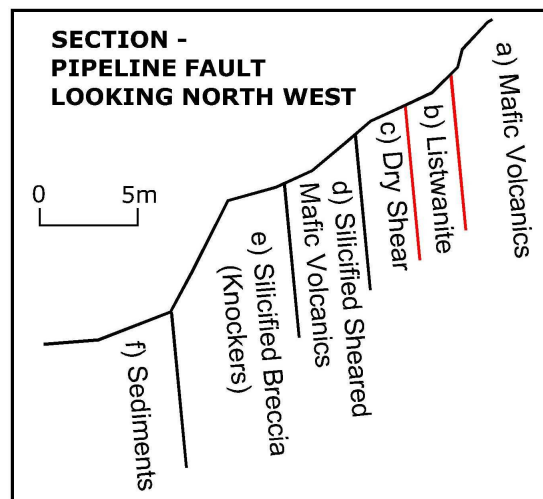 SECTION -
PIPELINE FAULT
LOOKING NORTH WEST
0 5m
a) Mafic Volcanics
b) Listwanite
c) Dry Shear
d) Silicified Sheared
Mafic Volcanics
e) Silicified Breccia
(Knockers)
f) Sediments